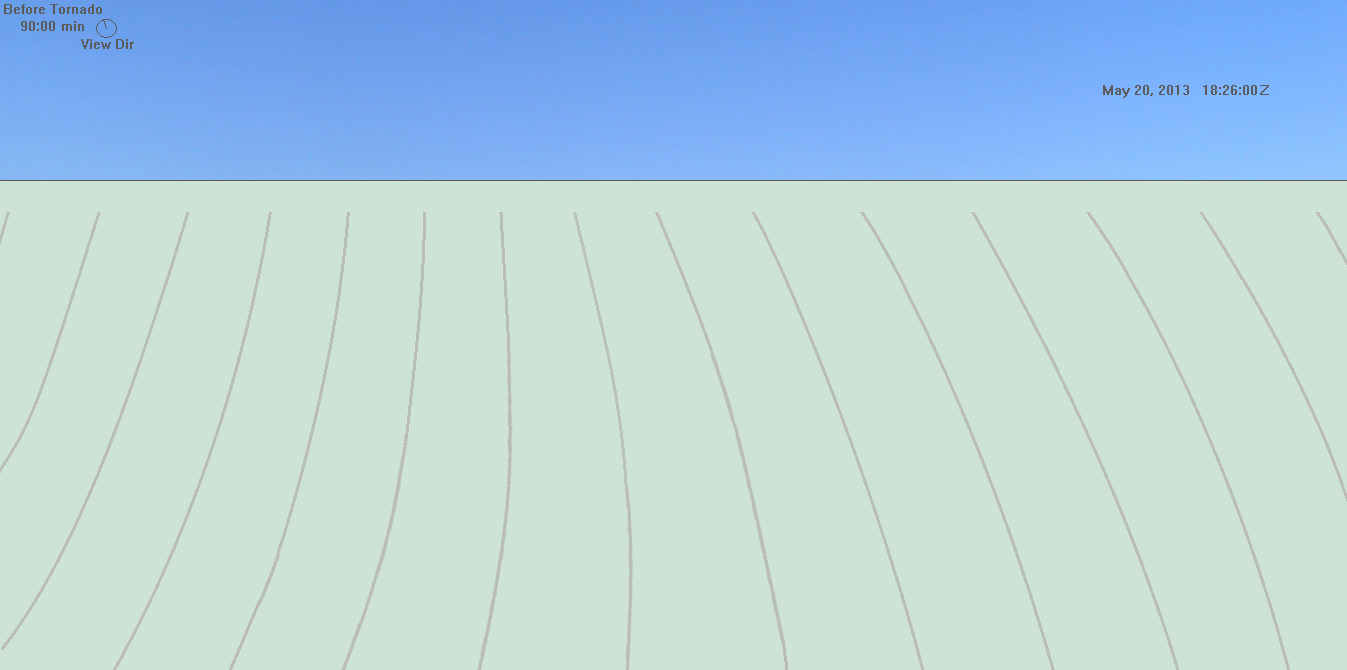 Before Tornado
90:00 min
View Dir
May 20, 2013 18:26:00Z